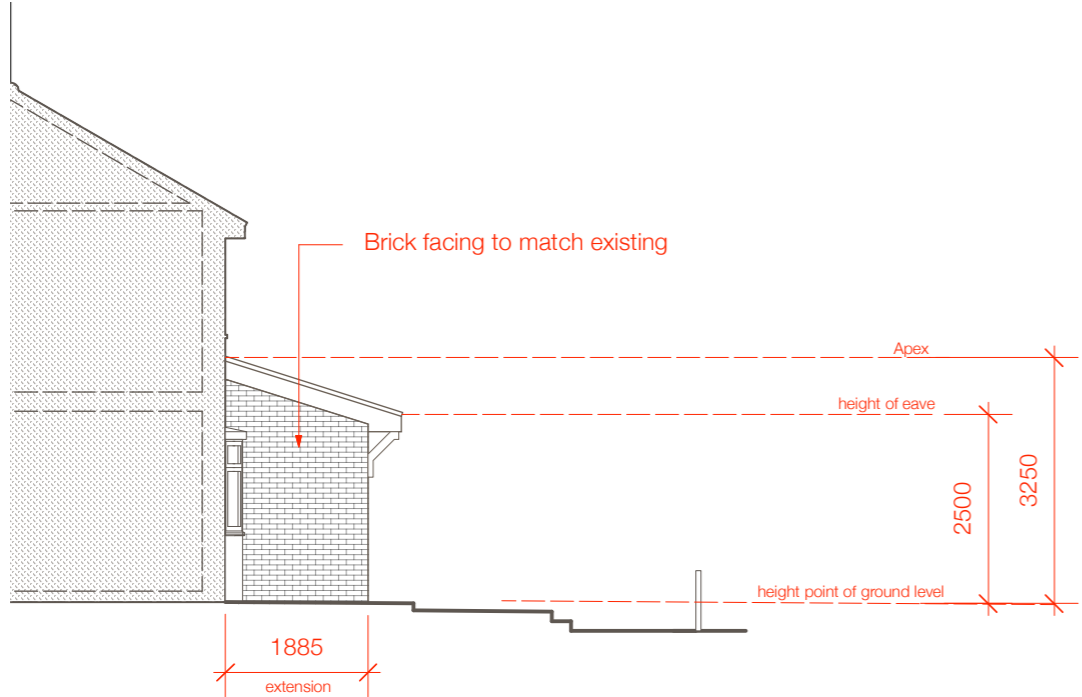 Brick facing to match existing
Apex
height of eave
2500
3250
height point of ground level
1885
extension